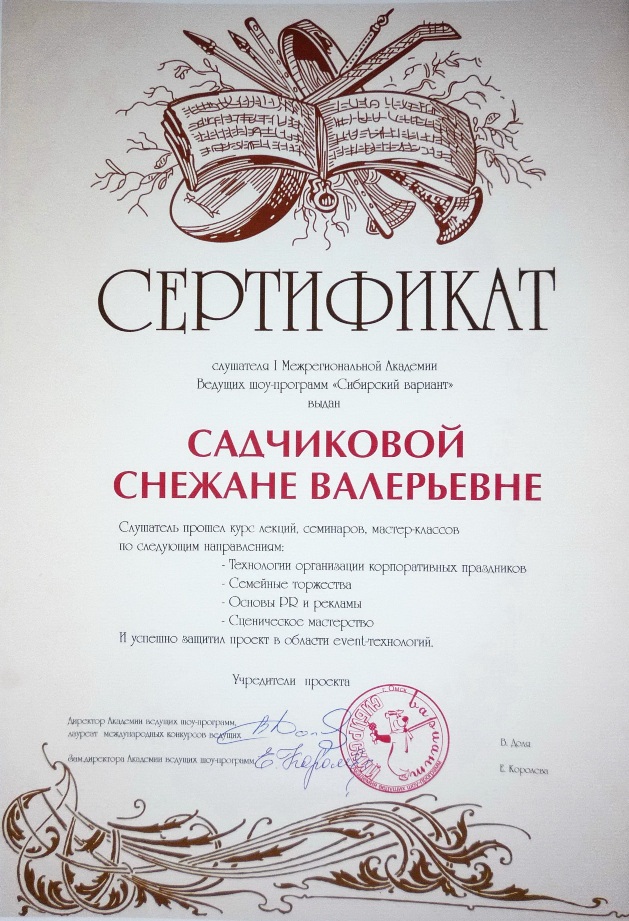 СЕРТИФИКАТ
слушателя I Межрегиональной Академии
Ведущих шоу-программ «Сибирский вариант»
выдан
САДЧИКОВОЙ
СНЕЖАНЕ ВАЛЕРЬЕВНЕ
Слушатель прошел курс лекций, семинаров, мастер-классов
по следующим направлениям:
- Технологии организации корпоративных праздников
- Семейные торжества
- Основы PR и рекламы
- Сценическое мастерство
И успешно защитил проект в области event-технологий.
Учредители проекта
Директор Академии ведущих шоу-программ,
лауреат международных конкурсов ведущих
В. Доля
Зам.директора Академии ведущих шоу-программ
Е. Королева
г. Омск
СИБИРСКИЙ
вариант